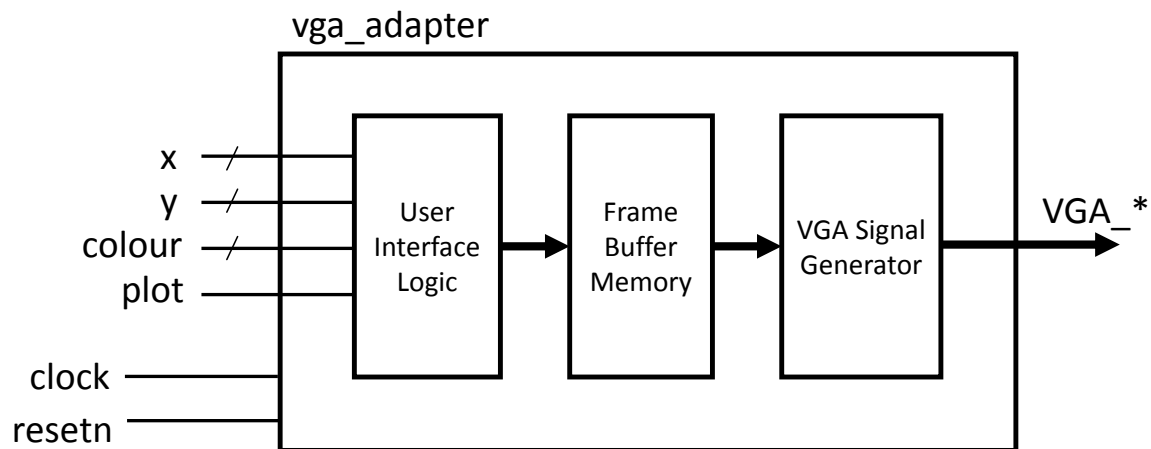 vga_adapter
x
y
colour
plot
clock
resetn
User
Interface
Logic
Frame
Buffer
Memory
VGA Signal
Generator
VGA_*